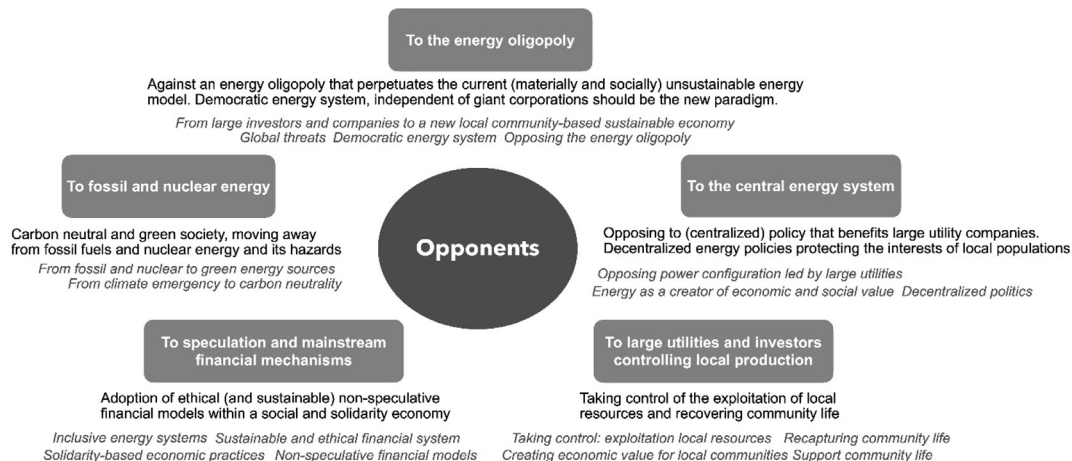 To the energy oligopoly
Against an energy oligopoly that perpetuates the current (materially and socially) unsustainable energy
model. Democratic energy system, independent of giant corporations should be the new paradigm.
From large investors and companies to a new local community-based sustainable economy
Global threats Democratic energy system Opposing the energy oligopoly
To fossil and nuclear energy
Carbon neutral and green society, moving away
from fossil fuels and nuclear energy and its hazards
From fossil and nuclear to green energy sources
From climate emergency to carbon neutrality
Opponents
To the central energy system
Opposing to (centralized) policy that benefits large utility companies.
Decentralized energy policies protecting the interests of local populations
Opposing power configuration led by large utilities
Energy as a creator of economic and social value Decentralized politics
To speculation and mainstream
financial mechanisms
Adoption of ethical (and sustainable) non-speculative
financial models within a social and solidarity economy
Inclusive energy systems Sustainable and ethical financial system
Solidarity-based economic practices Non-speculative financial models
To large utilities and investors
controlling local production
Taking control of the exploitation of local
resources and recovering community life
Taking control: exploitation local resources Recapturing community life
Creating economic value for local communities Support community life